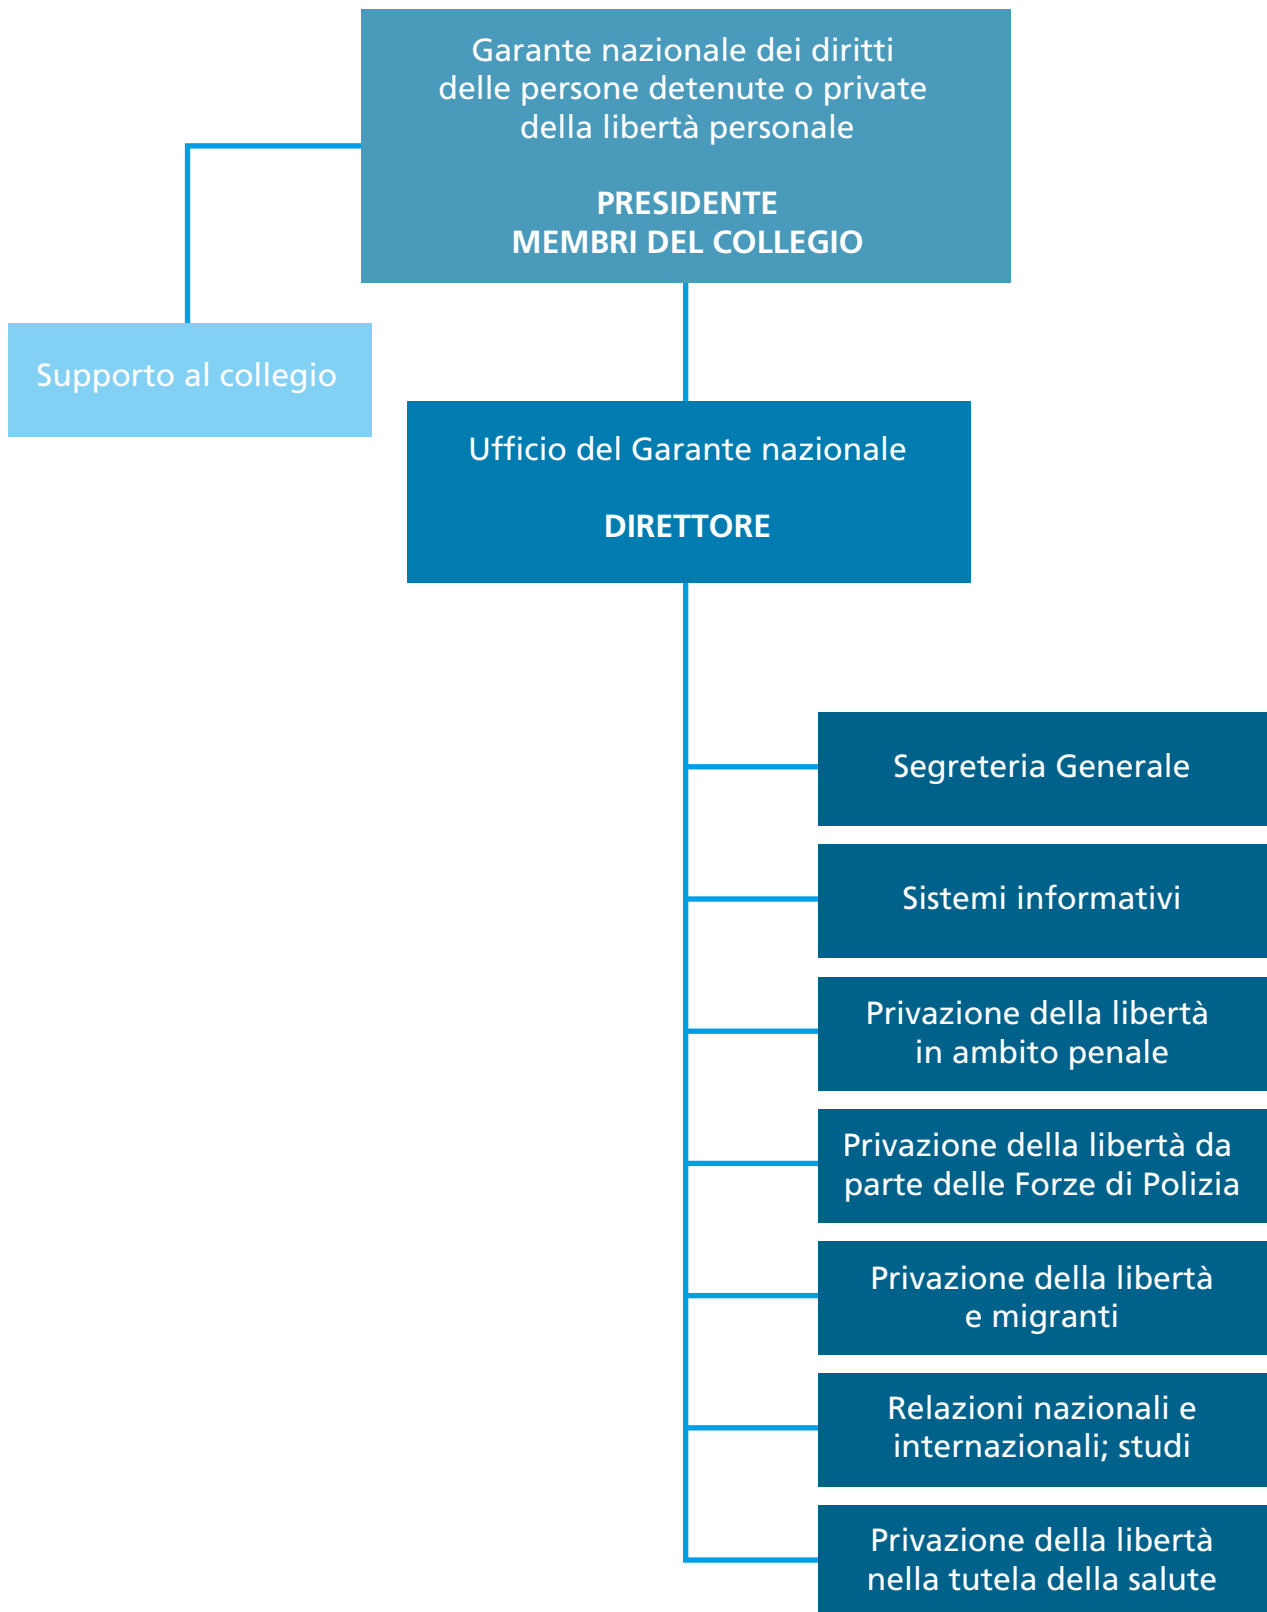 Garante nazionale dei diritti
delle persone detenute o private
della libertà personale
PRESIDENTE
MEMBRI DEL COLLEGIO
Supporto al collegio
Ufficio del Garante nazionale
DIRETTORE
Segreteria Generale
Sistemi informativi
Privazione della libertà
in ambito penale
Privazione della libertà da
parte delle Forze di Polizia
Privazione della libertà
e migranti
Relazioni nazionali e
internazionali; studi
Privazione della libertà
nella tutela della salute